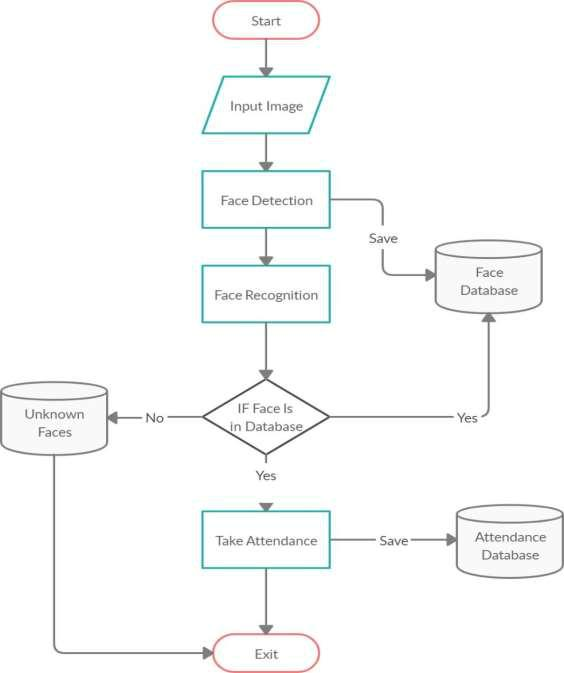 Start
Input Image
Face Detection
Save
Face
Database
Face Recognition
IF Face Is
in Database
No
Unknown
Faces
Yes
Yes
Take Attendance
Save
Attendance
Database
Exit